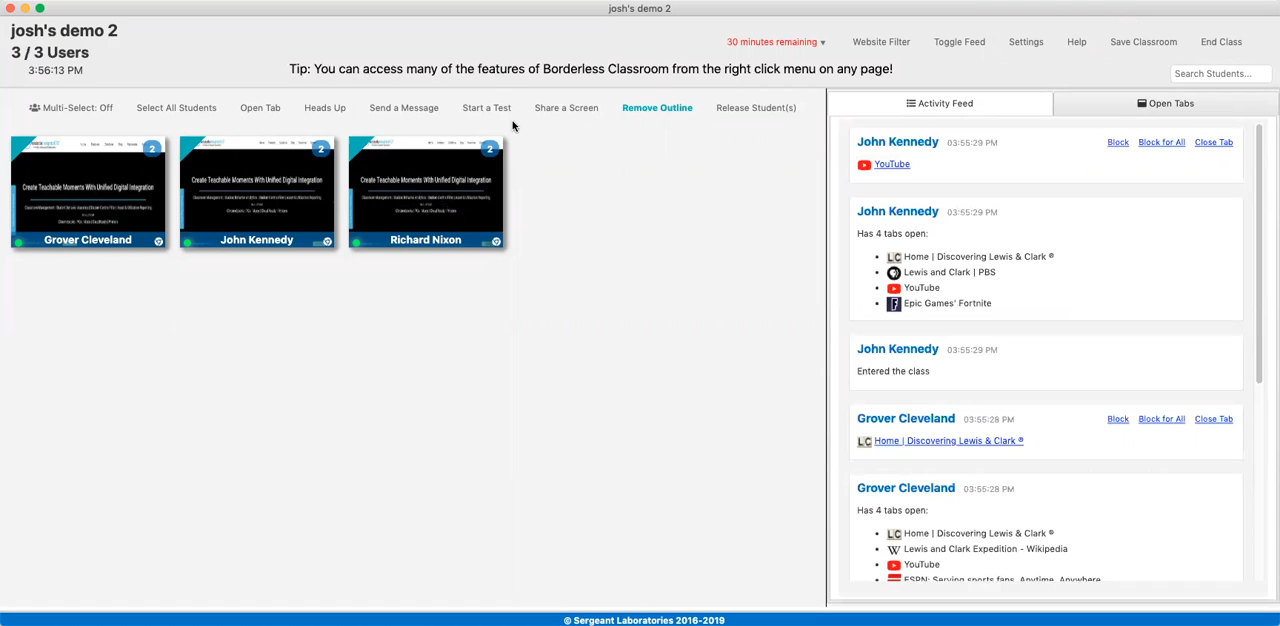 josh's demo 2
josh's demo 2
3 / 3 Users
3:56:13 PM
30 minutes remaining ▾
Website Filter
Toggle Feed
Settings
Help
Save Classroom
End Class
Tip: You can access many of the features of Borderless Classroom from the right click menu on any page!
Search Students...
Multi-Select: Off
Select All Students
Open Tab
Heads Up
Send a Message
Start a Test
Share a Screen
Remove Outline
Release Student(s)
Activity Feed
Open Tabs
2
Create Teachable Moments With Unified Digital Integration
Grover Cleveland
2
Create Teachable Moments With Unified Digital Integration
John Kennedy
2
Create Teachable Moments With Unified Digital Integration
Richard Nixon
John Kennedy 03:55:29 PM Block Block for All Close Tab
YouTube
John Kennedy 03:55:29 PM
Has 4 tabs open:
LC Home | Discovering Lewis & Clark ®
Lewis and Clark | PBS
YouTube
Epic Games' Fortnite
John Kennedy 03:55:29 PM
Entered the class
Grover Cleveland 03:55:28 PM Block Block for All Close Tab
LC Home | Discovering Lewis & Clark ®
Grover Cleveland 03:55:28 PM
Has 4 tabs open:
LC Home | Discovering Lewis & Clark ®
W Lewis and Clark Expedition - Wikipedia
YouTube
ESPN: Serving sports fans. Anytime. Anywhere.
© Sergeant Laboratories 2016-2019